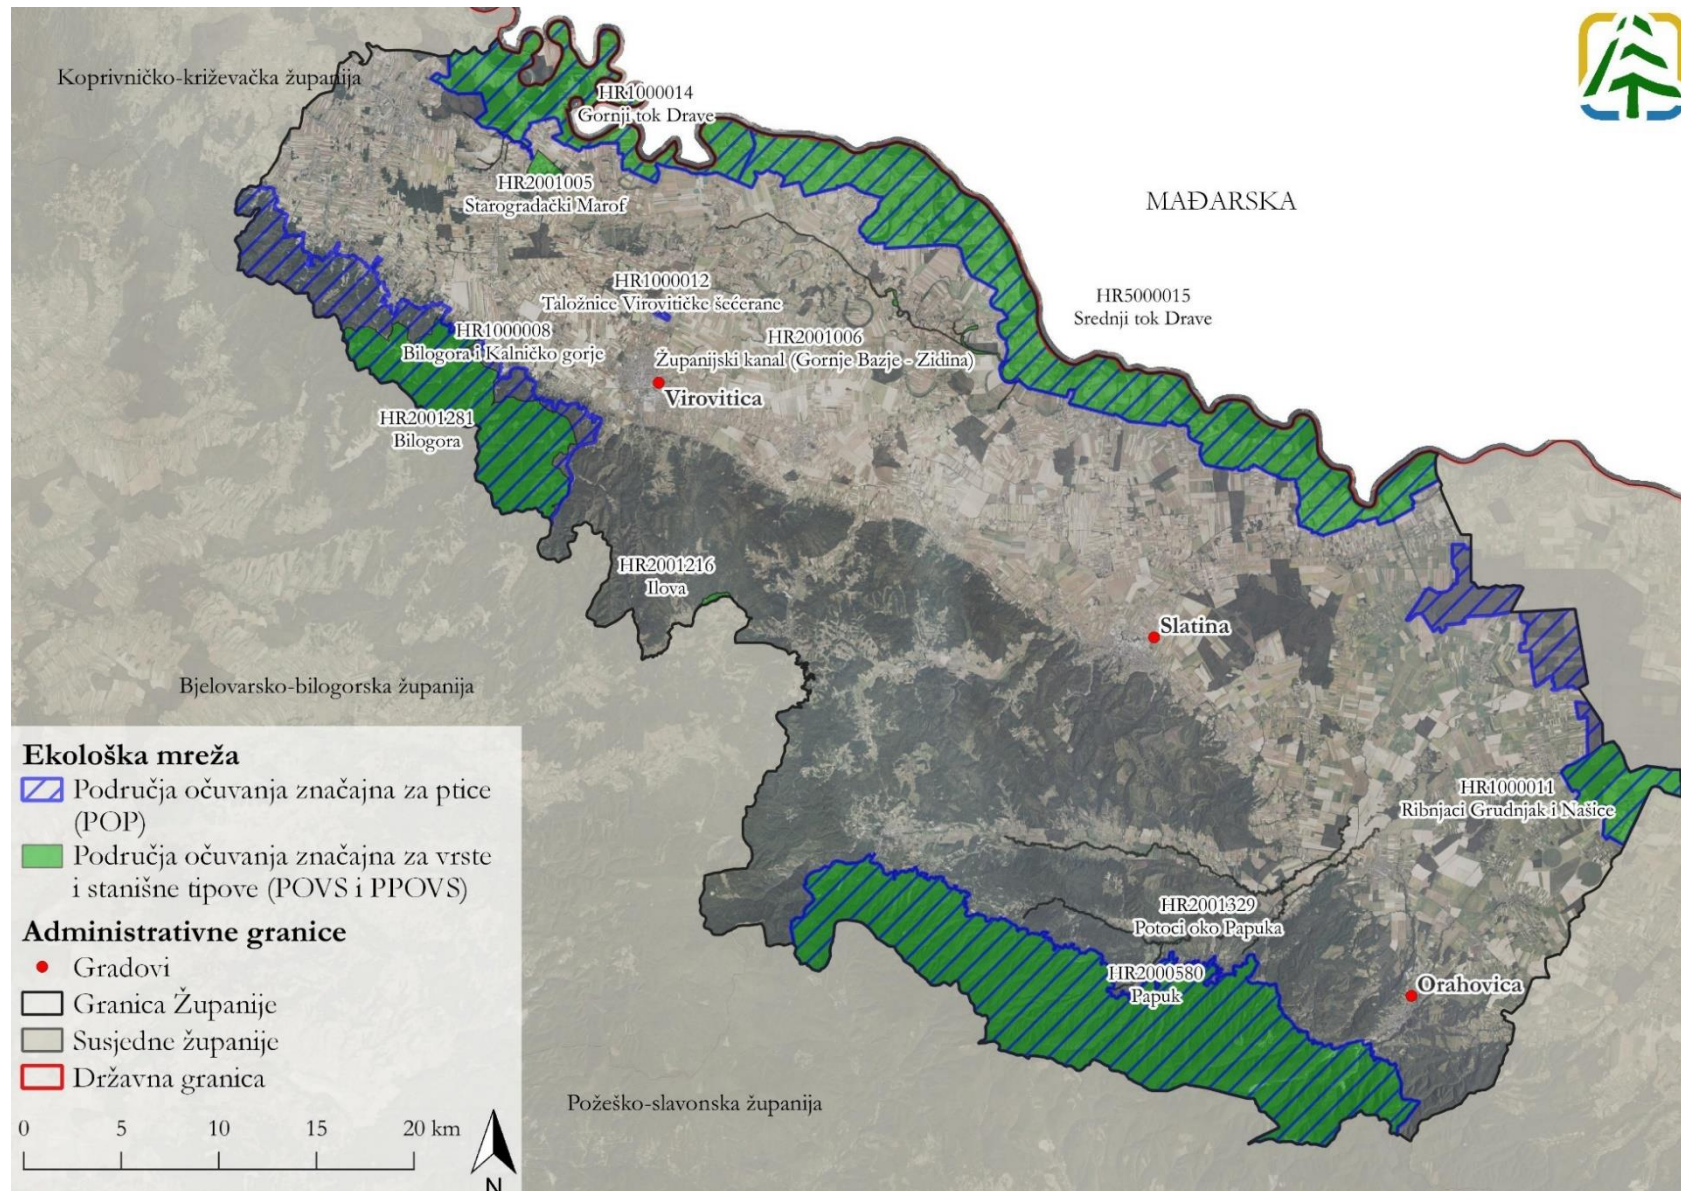 Koprivničko-križevačka županija
HR1000014
Gornji tok Drave
HR2001005
Starogradački Marof
MAĐARSKA
HR1000012
Taložnice Virovitičke šećerane
HR5000015
Srednji tok Drave
HR1000008
Bilogora i Kalničko gorje
HR2001006
Županijski kanal (Gornje Bazje - Zidina)
Virovitica
HR2001281
Bilogora
HR2001216
Ilova
Slatina
Bjelovarsko-bilogorska županija
HR1000011
Ribnjaci Grudnjak i Našice
HR2001329
Potoci oko Papuka
HR2000580
Papuk
Orahovica
Požeško-slavonska županija
Ekološka mreža
Područja očuvanja značajna za ptice
(POP)
Područja očuvanja značajna za vrste
i stanišne tipove (POVS i PPOVS)
Administrativne granice
Gradovi
Granica Županije
Susjedne županije
Državna granica
0 5 10 15 20 km
N